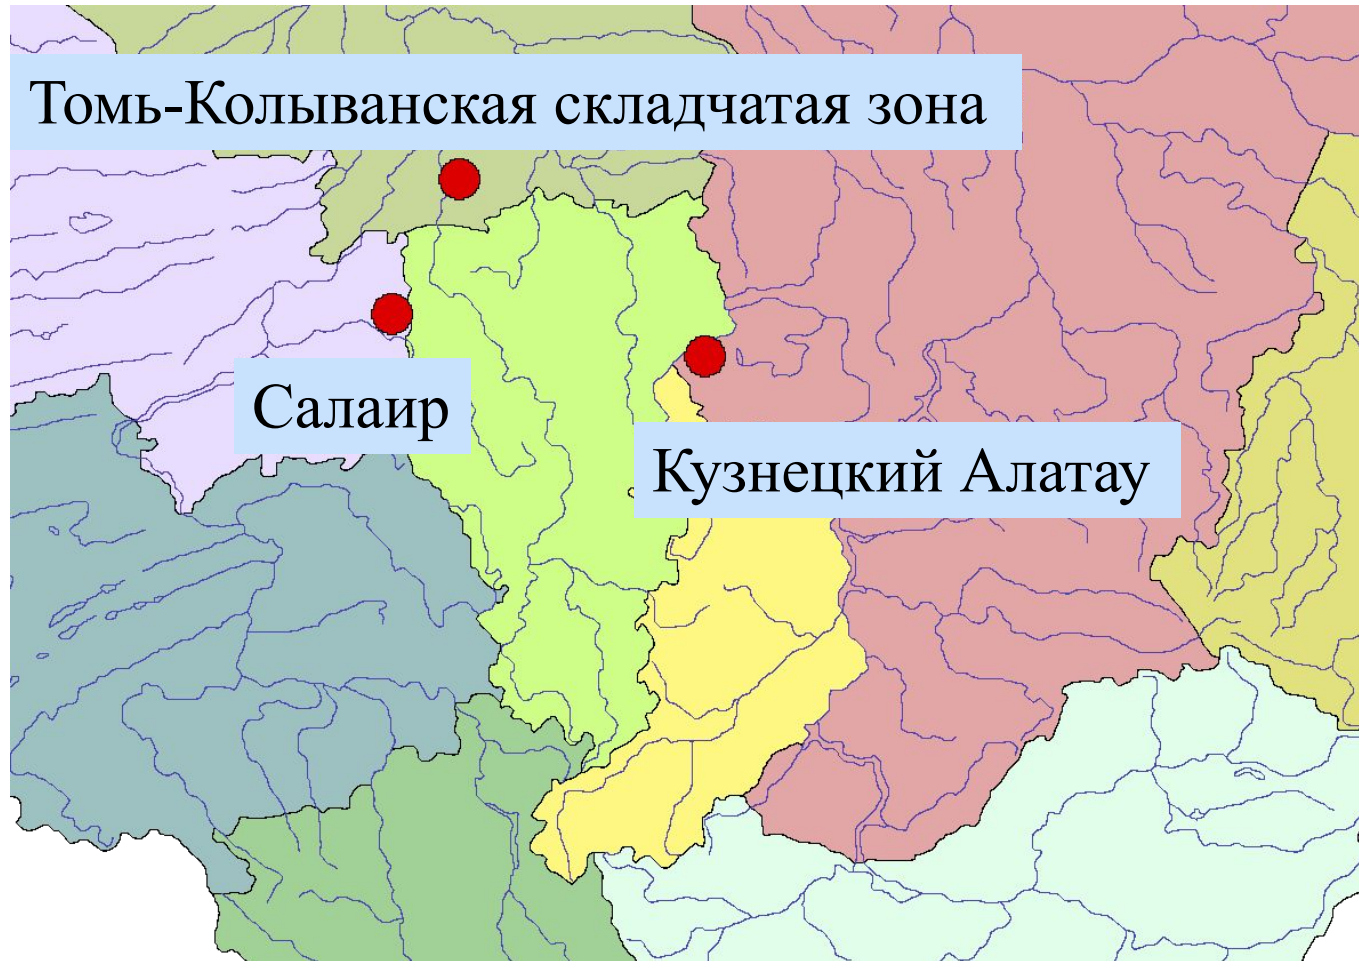 Томь-Колыванская складчатая зона
Салаир
Кузнецкий Алатау